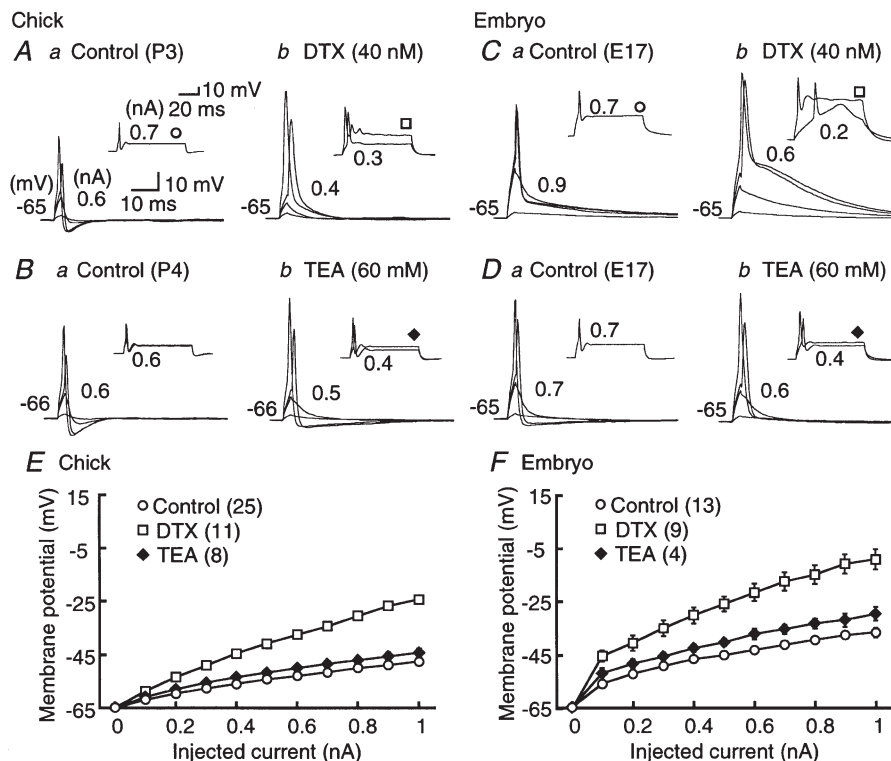 Chick
Embryo
A a Control (P3)
b DTX (40 nM)
C a Control (E17)
b DTX (40 nM)
10 mV
20 ms
(nA)
0.7
0.3
0.7
0.2
(mV)
(nA)
0.6
10 mV
10 ms
-65
0.4
-65
0.9
-65
0.6
-65
B a Control (P4)
b TEA (60 mM)
D a Control (E17)
b TEA (60 mM)
0.6
0.4
0.7
0.4
0.6
0.5
0.7
0.6
-66
-66
-65
-65
E Chick
F Embryo
Membrane potential (mV)
15
-5
-25
-45
-65
Control (25)
DTX (11)
TEA (8)
0 0.2 0.4 0.6 0.8 1
Injected current (nA)
Membrane potential (mV)
15
-5
-25
-45
-65
Control (13)
DTX (9)
TEA (4)
0 0.2 0.4 0.6 0.8 1
Injected current (nA)